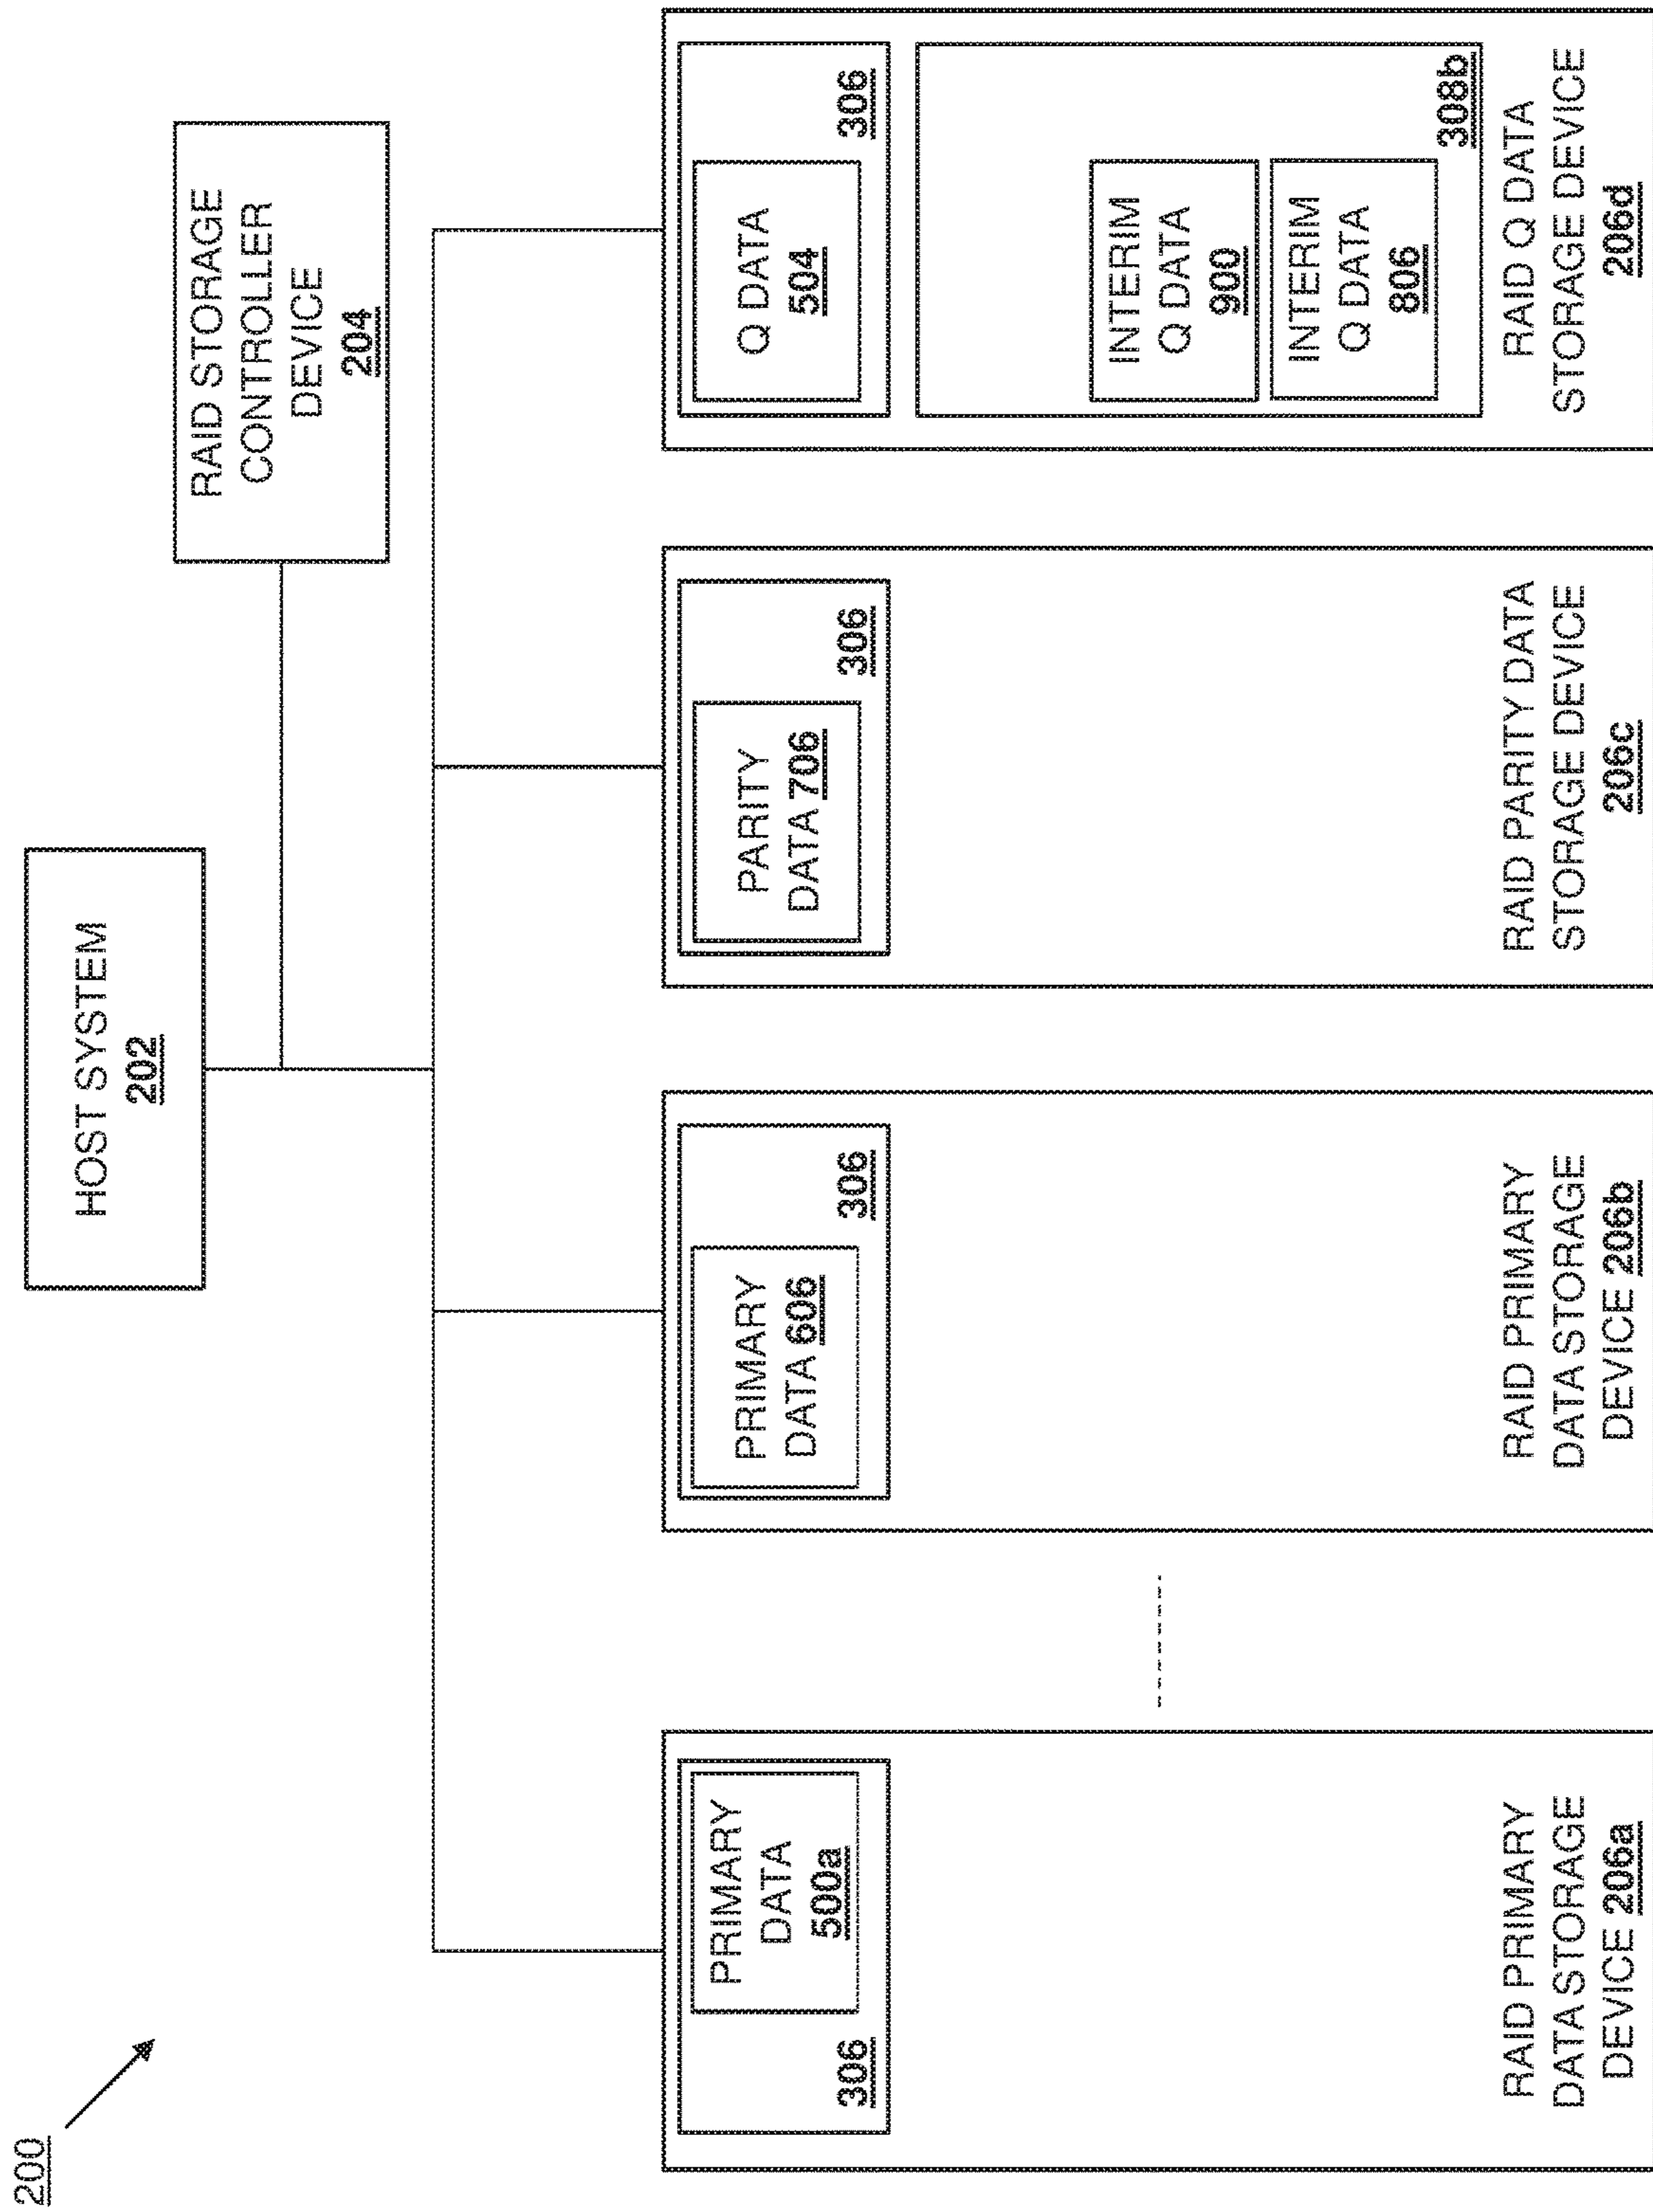 200
HOST SYSTEM
202
RAID STORAGE
CONTROLLER
DEVICE
204
306
PRIMARY
DATA
500a
RAID PRIMARY
DATA STORAGE
DEVICE 206a
PRIMARY
DATA 606
306
RAID PRIMARY
DATA STORAGE
DEVICE 206b
PARITY
DATA 706
306
RAID PARITY DATA
STORAGE DEVICE
206c
Q DATA
504
306
INTERIM
Q DATA
900
INTERIM
Q DATA
806
308b
RAID Q DATA
STORAGE DEVICE
206d